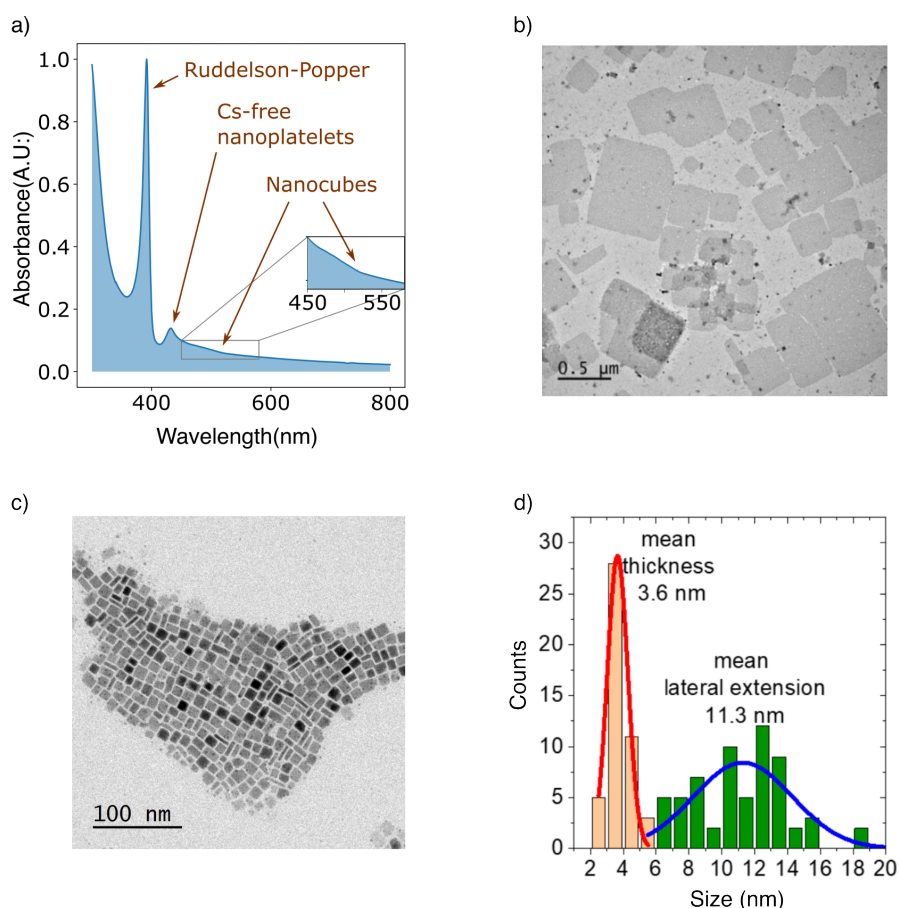 a)
Ruddelson-Popper
Cs-free
nanoplatelets
Nanocubes
1.0
0.8
0.6
0.4
0.2
0.0
450
550
400
600
800
Absorbance(A.U.:)
Wavelength(nm)
b)
0.5 µm
c)
100 nm
d)
mean
thickness
3.6 nm
mean
lateral extension
11.3 nm
30
25
20
15
10
5
0
2 4 6 8 10 12 14 16 18 20
Counts
Size (nm)